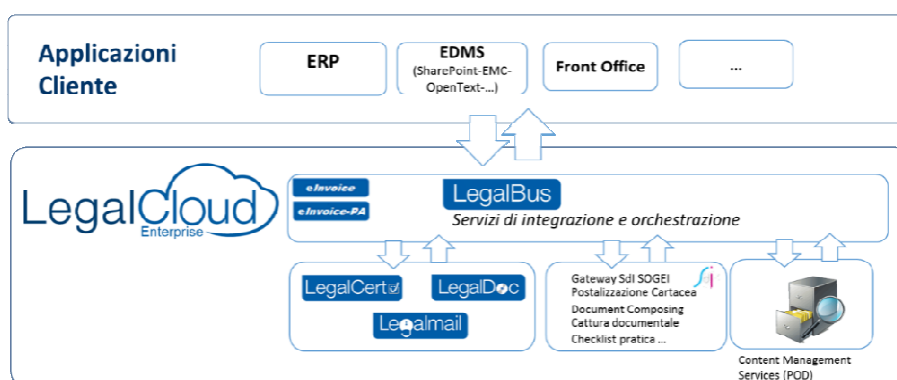 Applicazioni
Cliente
ERP
EDMS
(SharePoint-EMC-
OpenText-...)
Front Office
...
LegalCloud
Enterprise
eInvoice
eInvoice-PA
LegalBus
Servizi di integrazione e orchestrazione
LegalCert
LegalDoc
Legalmail
Gateway SdI SOGEI
Postalizzazione Cartacea
Document Composing
Cattura documentale
Checklist pratica ...
Content Management
Services (POD)